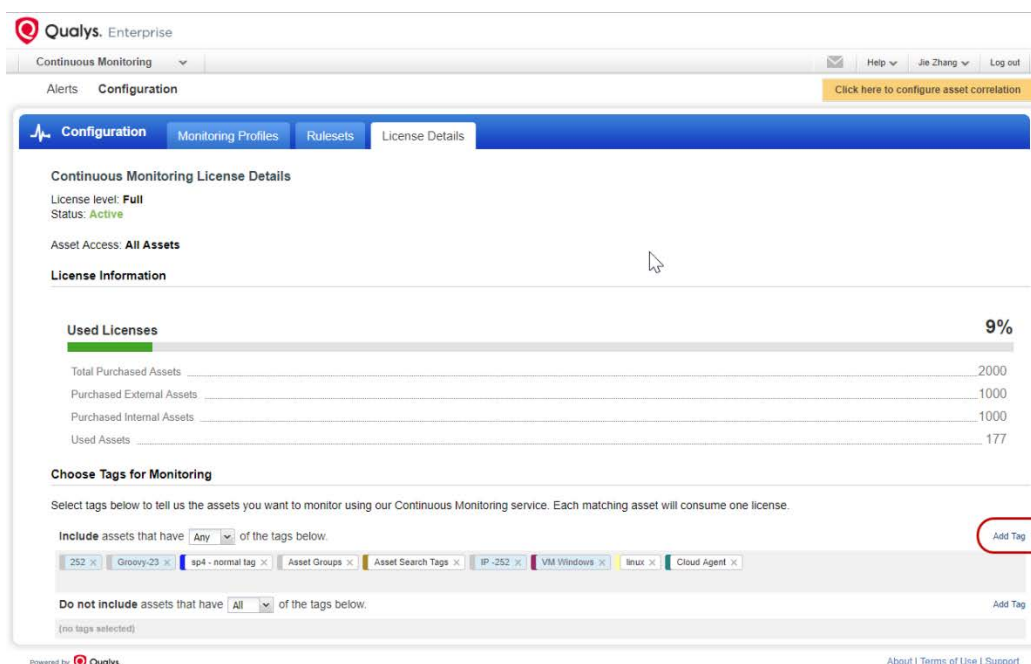 Qualys. Enterprise
Continuous Monitoring Help Jie Zhang Log out
Alerts Configuration Click here to configure asset correlation
Configuration Monitoring Profiles Rulesets License Details
Continuous Monitoring License Details
License level: Full
Status: Active
Asset Access: All Assets
License Information
Used Licenses 9%
Total Purchased Assets 2000
Purchased External Assets 1000
Purchased Internal Assets 1000
Used Assets 177
Choose Tags for Monitoring
Select tags below to tell us the assets you want to monitor using our Continuous Monitoring service. Each matching asset will consume one license.
Include assets that have Any of the tags below. Add Tag
252 Groovy-23 sp4 - normal tag Asset Groups Asset Search Tags IP -252 VM Windows linux Cloud Agent
Do not include assets that have All of the tags below. Add Tag
(no tags selected)
Powered by Qualys. About | Terms of Use | Support